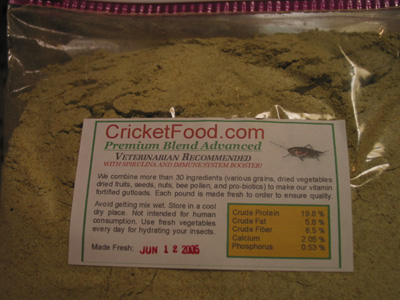 CricketFood.com
Premium Blend Advanced
VETERINARIAN RECOMMENDED
WITH SPIRULINA AND IMMUNE SYSTEM BOOSTER!
We combine more than 30 ingredients (various grains, dried vegetables
dried fruits, seeds, nuts, bee pollen, and pro-biotics) to make our vitamin
fortified gutloads. Each pound is made fresh to order to ensure quality.
Avoid getting mix wet. Store in a cool
dry place. Not intended for human
consumption. Use fresh vegetables
every day for hydrating your insects.
Made Fresh: JUN 12 2005
Crude Protein 19.8 %
Crude Fat 5.8 %
Crude Fiber 6.5 %
Calcium 2.05 %
Phosphorus 0.53 %